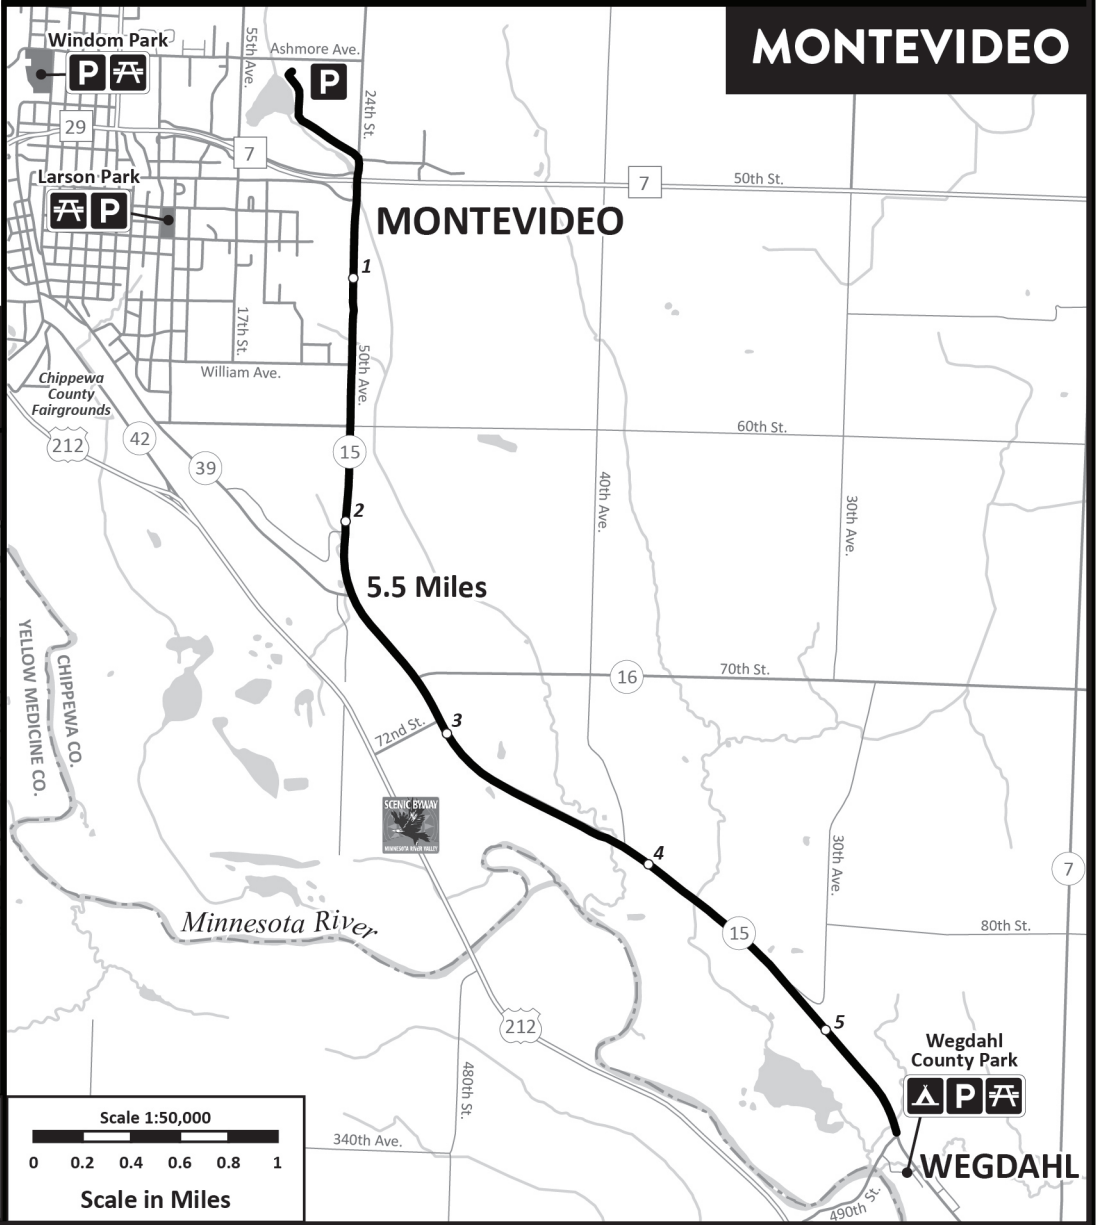 MONTEVIDEO
Windom Park
P
55th Ave.
Ashmore Ave.
P
24th St.
29
7
Larson Park
P
7
50th St.
MONTEVIDEO
1
17th St.
50th Ave.
William Ave.
Chippewa
County
Fairgrounds
212
42
39
60th St.
15
40th Ave.
30th Ave.
2
5.5 Miles
YELLOW MEDICINE CO.
CHIPPEWA CO.
16
70th St.
72nd St.
3
SCENIC BYWAY
MINNESOTA RIVER VALLEY
4
30th Ave.
7
Minnesota River
15
80th St.
212
5
Wegdahl
County Park
P
480th St.
340th Ave.
WEGDAHL
490th St.
Scale 1:50,000
0 0.2 0.4 0.6 0.8 1
Scale in Miles